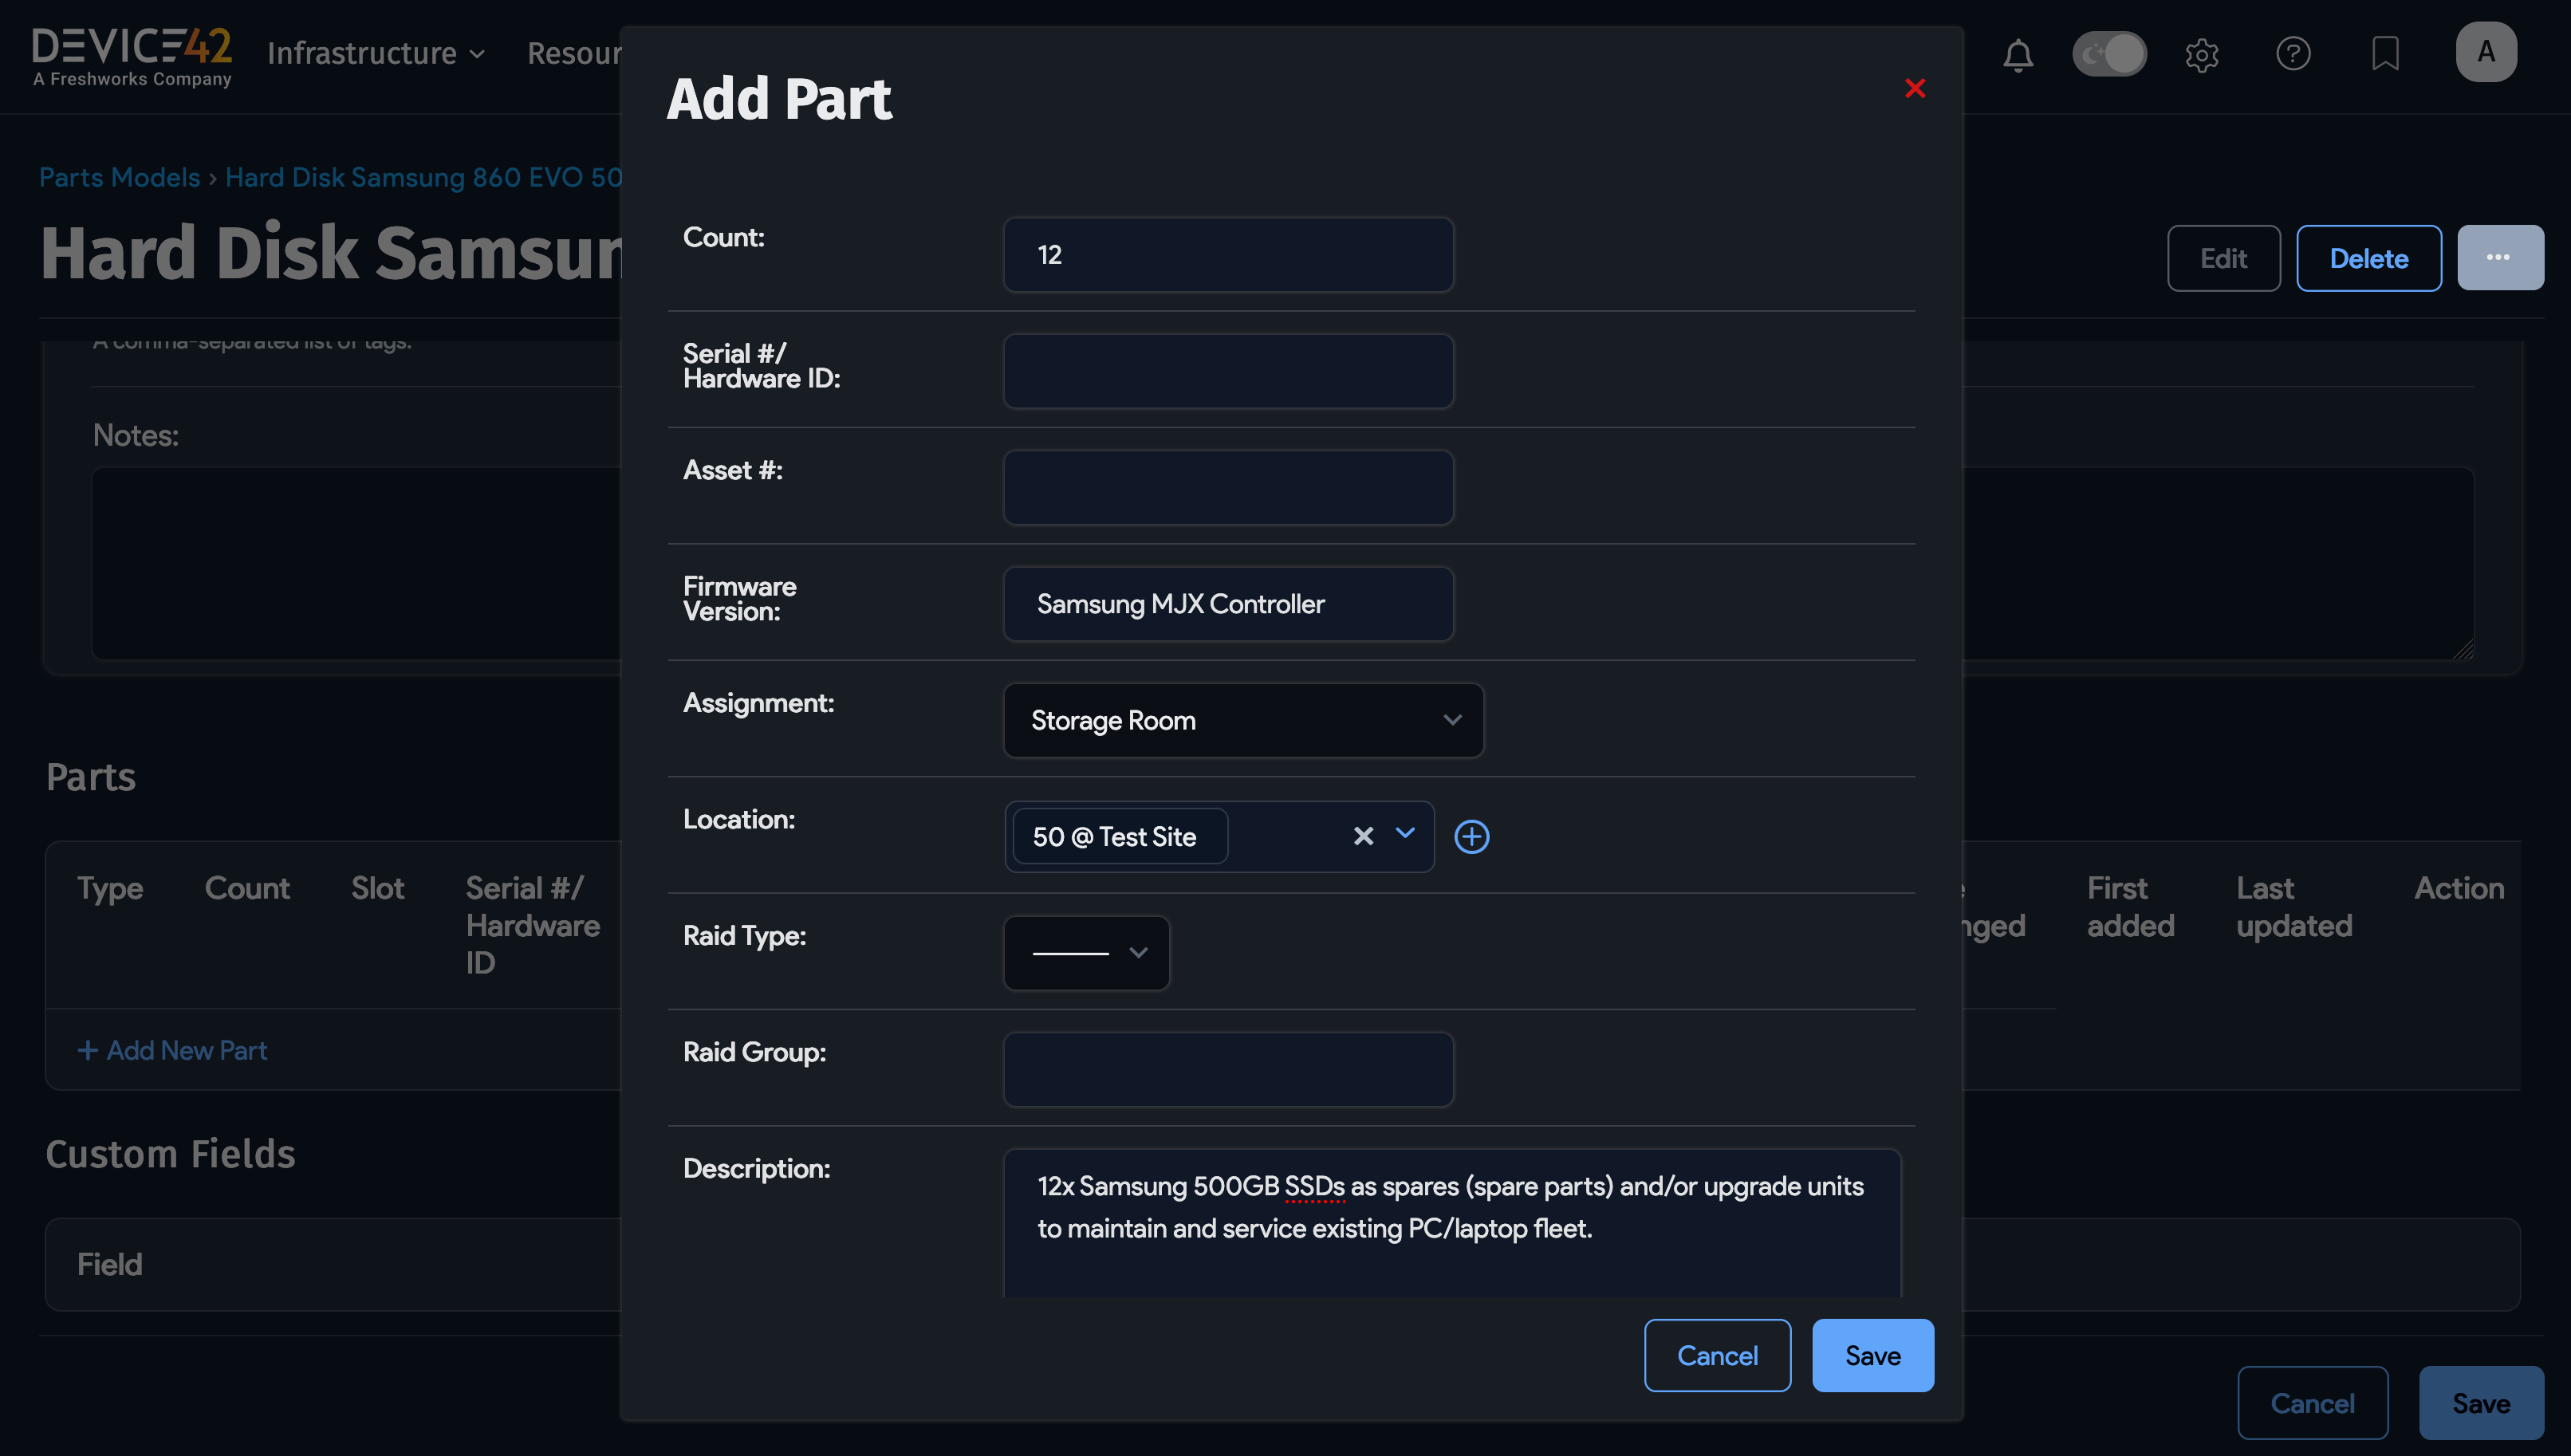 DEVICE42
A Freshworks Company
Infrastructure
Resour
A
Add Part
Parts Models › Hard Disk Samsung 860 EVO 50
Hard Disk Samsun
Edit
Delete
...
Count:
12
Serial #/
Hardware ID:
A comma-separated list of tags.
Notes:
Asset #:
Firmware
Version:
Samsung MJX Controller
Assignment:
Storage Room
Location:
50 @ Test Site
Raid Type:
Raid Group:
Description:
12x Samsung 500GB SSDs as spares (spare parts) and/or upgrade units
to maintain and service existing PC/laptop fleet.
Cancel
Save
Parts
Type
Count
Slot
Serial #/
Hardware
ID
nged
First
added
Last
updated
Action
+ Add New Part
Custom Fields
Field
Cancel
Save